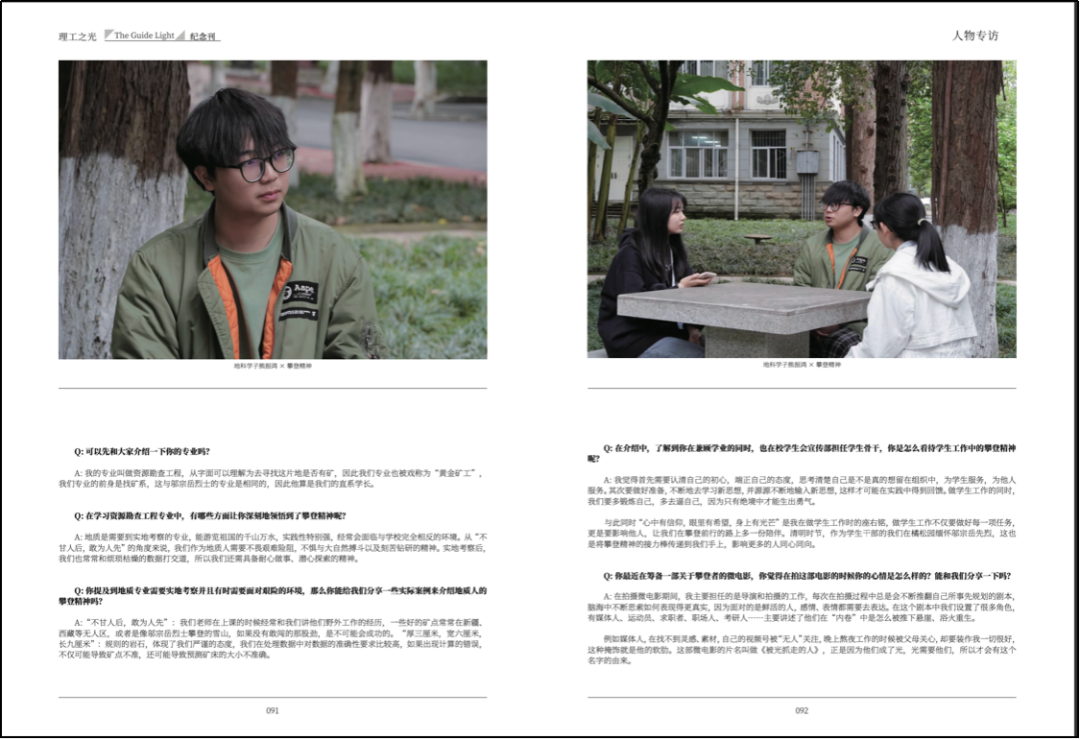 理工之光 The Guide Light 纪念刊
Aape
地科学子熊振鸿 × 攀登精神
Q: 可以先和大家介绍一下你的专业吗？
A: 我的专业叫做资源勘查工程，从字面可以理解为去寻找这片地是否有矿，因此我们专业也被戏称为“黄金矿工”，
我们专业的前身是找矿系，这与邬宗岳烈士的专业是相同的，因此他算是我们的直系学长。
Q: 在学习资源勘查工程专业中，有哪些方面让你深刻地领悟到了攀登精神呢？
A: 地质是需要到实地考察的专业，能游览祖国的千山万水，实践性特别强，经常会面临与学校完全相反的环境。从“不
甘人后，敢为人先”的角度来说，我们作为地质人需要不畏艰难险阻，不惧与大自然搏斗以及刻苦钻研的精神。实地考察后，
我们也常常和烦琐枯燥的数据打交道，所以我们还需具备耐心做事、潜心探索的精神。
Q: 你提及到地质专业需要实地考察并且有时需要面对艰险的环境，那么你能给我们分享一些实际案例来介绍地质人的
攀登精神吗？
A: “不甘人后，敢为人先”：我们老师在上课的时候经常和我们讲他们野外工作的经历，一些好的矿点常常在新疆、
西藏等无人区，或者是像邬宗岳烈士攀登的雪山，如果没有敢闯的那股劲，是不可能会成功的。“厚三厘米，宽六厘米，
长九厘米”：规则的岩石，体现了我们严谨的态度，我们在处理数据中对数据的准确性要求比较高，如果出现计算的错误，
不仅可能导致矿点不准，还可能导致预测矿床的大小不准确。
091
人物专访
地科学子熊振鸿 × 攀登精神
Q: 在介绍中，了解到你在兼顾学业的同时，也在校学生会宣传部担任学生骨干，你是怎么看待学生工作中的攀登精神
呢？
A: 我觉得首先需要认清自己的初心，端正自己的态度，思考清楚自己是不是真的想留在组织中，为学生服务，为他人
服务。其次要做好准备，不断地去学习新思想，并源源不断地输入新思想，这样才可能在实践中得到回馈。做学生工作的同时，
我们要多锻炼自己，多去逼自己，因为只有绝境中才能生出勇气。
与此同时“心中有信仰，眼里有希望，身上有光芒”是我在做学生工作时的座右铭，做学生工作不仅要做好每一项任务，
更是要影响他人，让我们在攀登前行的路上多一份陪伴。清明时节，作为学生干部的我们在橘松园缅怀邬宗岳先烈，这也
是将攀登精神的接力棒传递到我们手上，影响更多的人同心同向。
Q: 你最近在筹备一部关于攀登者的微电影，你觉得在拍这部电影的时候你的心情是怎么样的？能和我们分享一下吗？
A: 在拍摄微电影期间，我主要担任的是导演和拍摄的工作，每次在拍摄过程中总是会不断推翻自己所事先规划的剧本，
脑海中不断思索如何表现得更真实，因为面对的是鲜活的人，感情、表情都需要去表达。在这个剧本中我们设置了很多角色，
有媒体人、运动员、求职者、职场人、考研人——主要讲述了他们在“内卷”中是怎么被推下悬崖、浴火重生。
例如媒体人，在找不到灵感、素材，自己的视频号被“无人”关注，晚上熬夜工作的时候被父母关心，却要装作我一切很好，
这种掩饰就是他的软肋。这部微电影的片名叫做《被光抓走的人》，正是因为他们成了光，光需要他们，所以才会有这个
名字的由来。
092